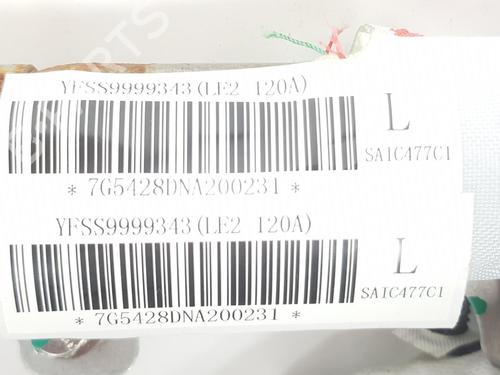 YFSS9999343(LE2 120A)
L
SAIC477C1
* 7G5428DNA200231 *
YFSS9999343(LE2 120A)
L
SAIC477C1
* 7G5428DNA200231 *